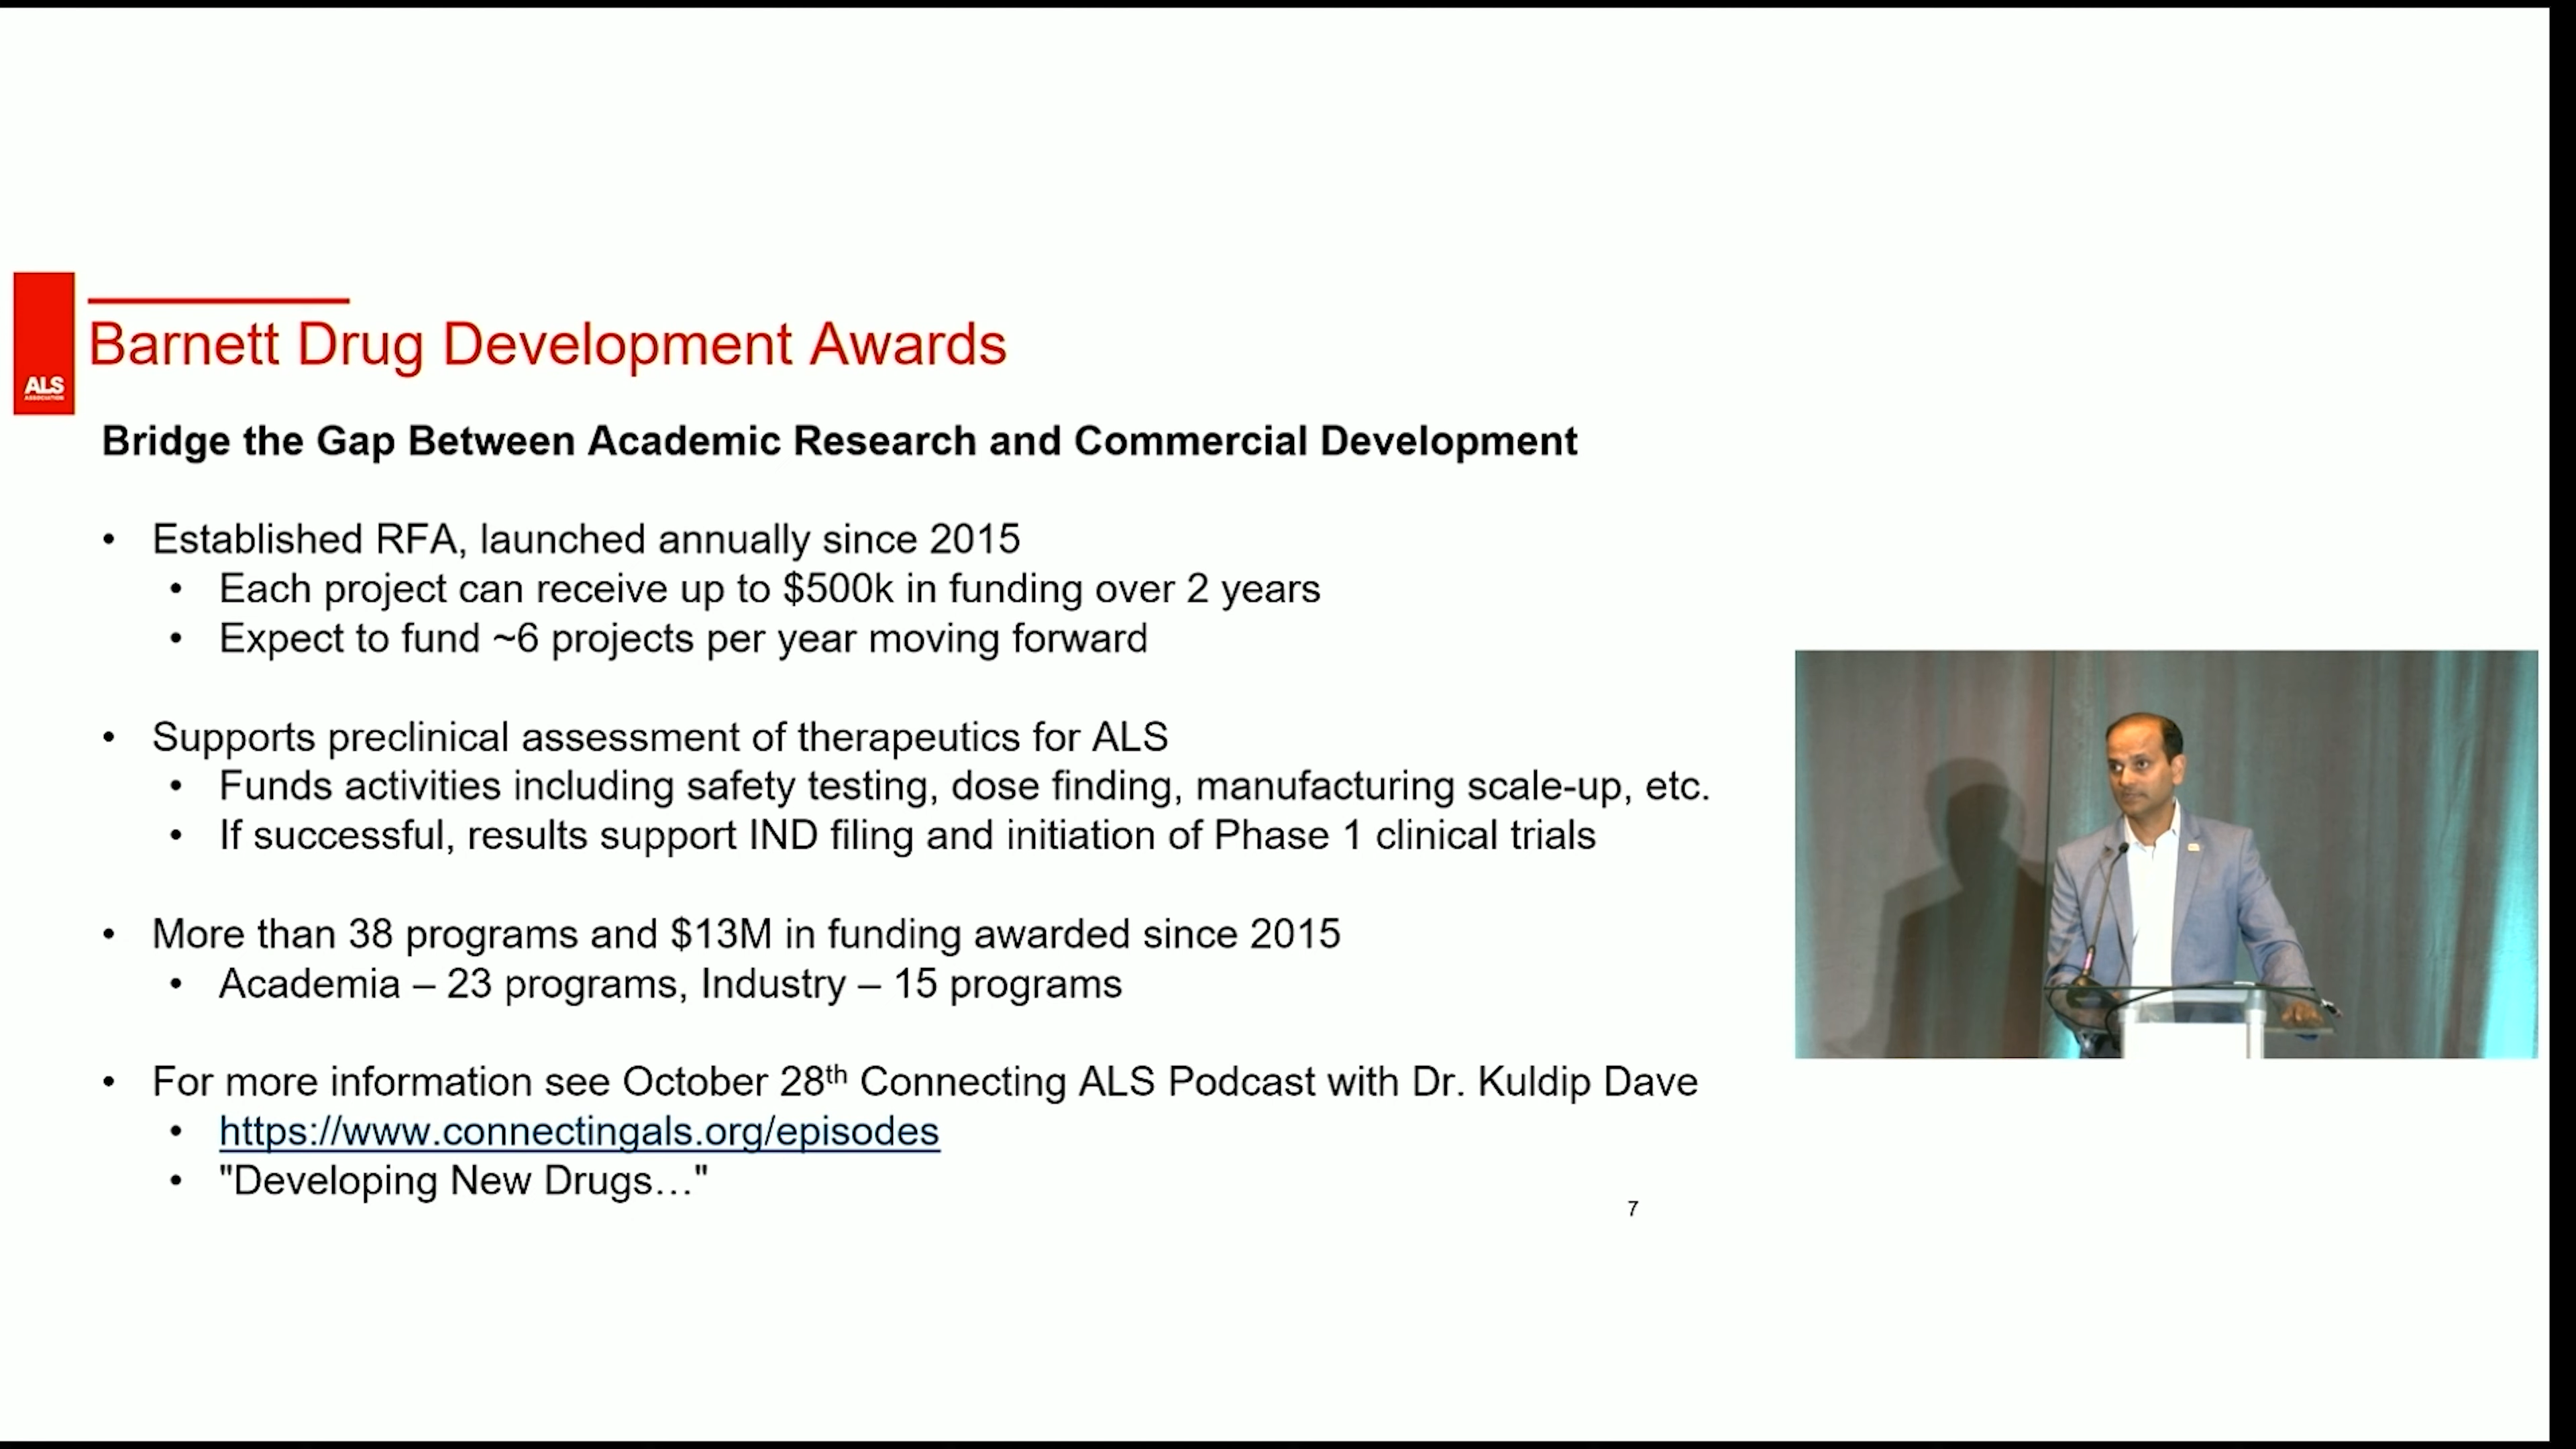 Barnett Drug Development Awards
ALS
ASSOCIATION
Bridge the Gap Between Academic Research and Commercial Development
• Established RFA, launched annually since 2015
• Each project can receive up to $500k in funding over 2 years
• Expect to fund ~6 projects per year moving forward
• Supports preclinical assessment of therapeutics for ALS
• Funds activities including safety testing, dose finding, manufacturing scale-up, etc.
• If successful, results support IND filing and initiation of Phase 1 clinical trials
• More than 38 programs and $13M in funding awarded since 2015
• Academia – 23 programs, Industry – 15 programs
• For more information see October 28th Connecting ALS Podcast with Dr. Kuldip Dave
• https://www.connectingals.org/episodes
• "Developing New Drugs…"
7